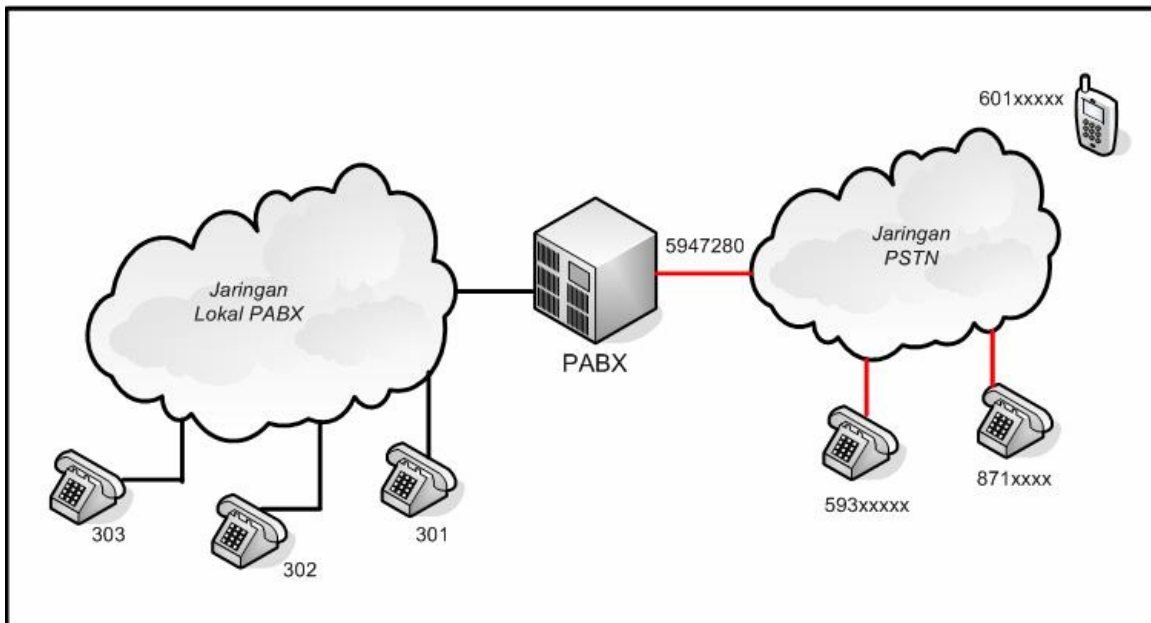 601xxxxx
Jaringan
Lokal PABX
PABX
5947280
Jaringan
PSTN
303
302
301
593xxxxx
871xxxx